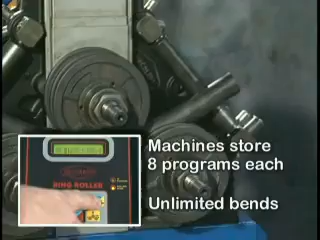 Machines store
8 programs each
Unlimited bends
RING ROLLER